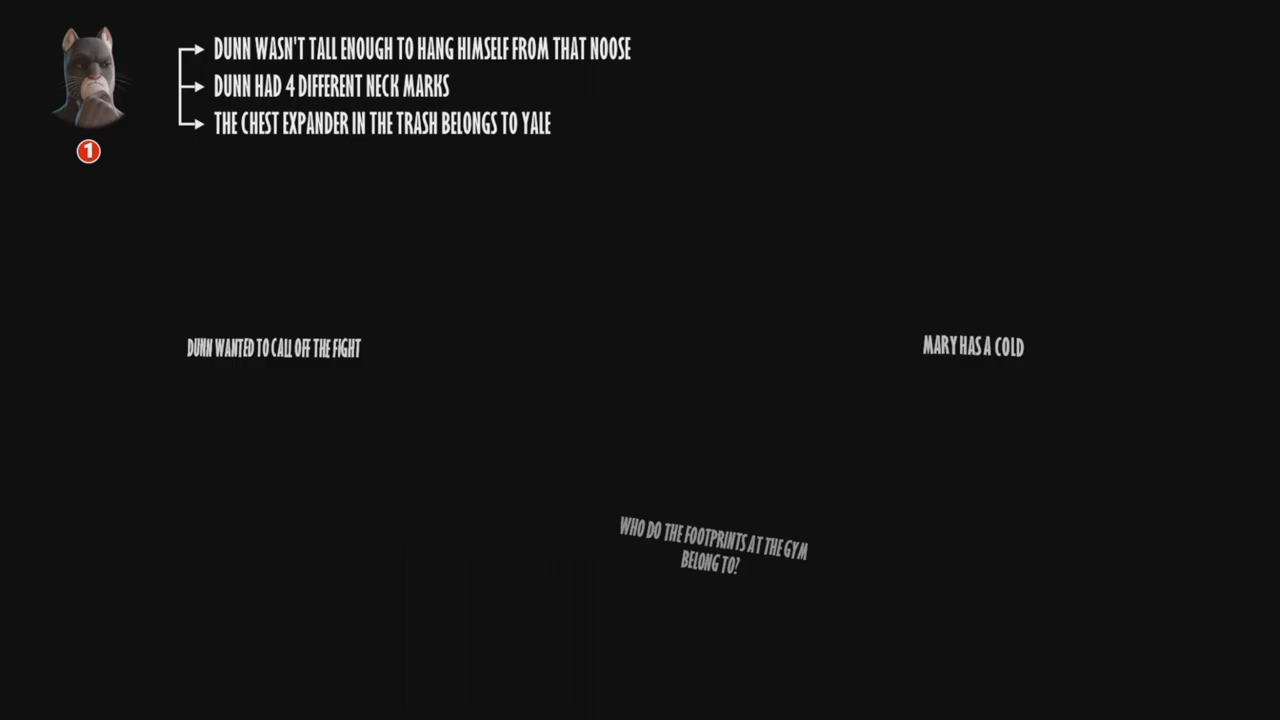 DUNN WASN'T TALL ENOUGH TO HANG HIMSELF FROM THAT NOOSE
DUNN HAD 4 DIFFERENT NECK MARKS
THE CHEST EXPANDER IN THE TRASH BELONGS TO YALE
1
DUNN WANTED TO CALL OFF THE FIGHT
MARY HAS A COLD
WHO DO THE FOOTPRINTS AT THE GYM
BELONG TO?